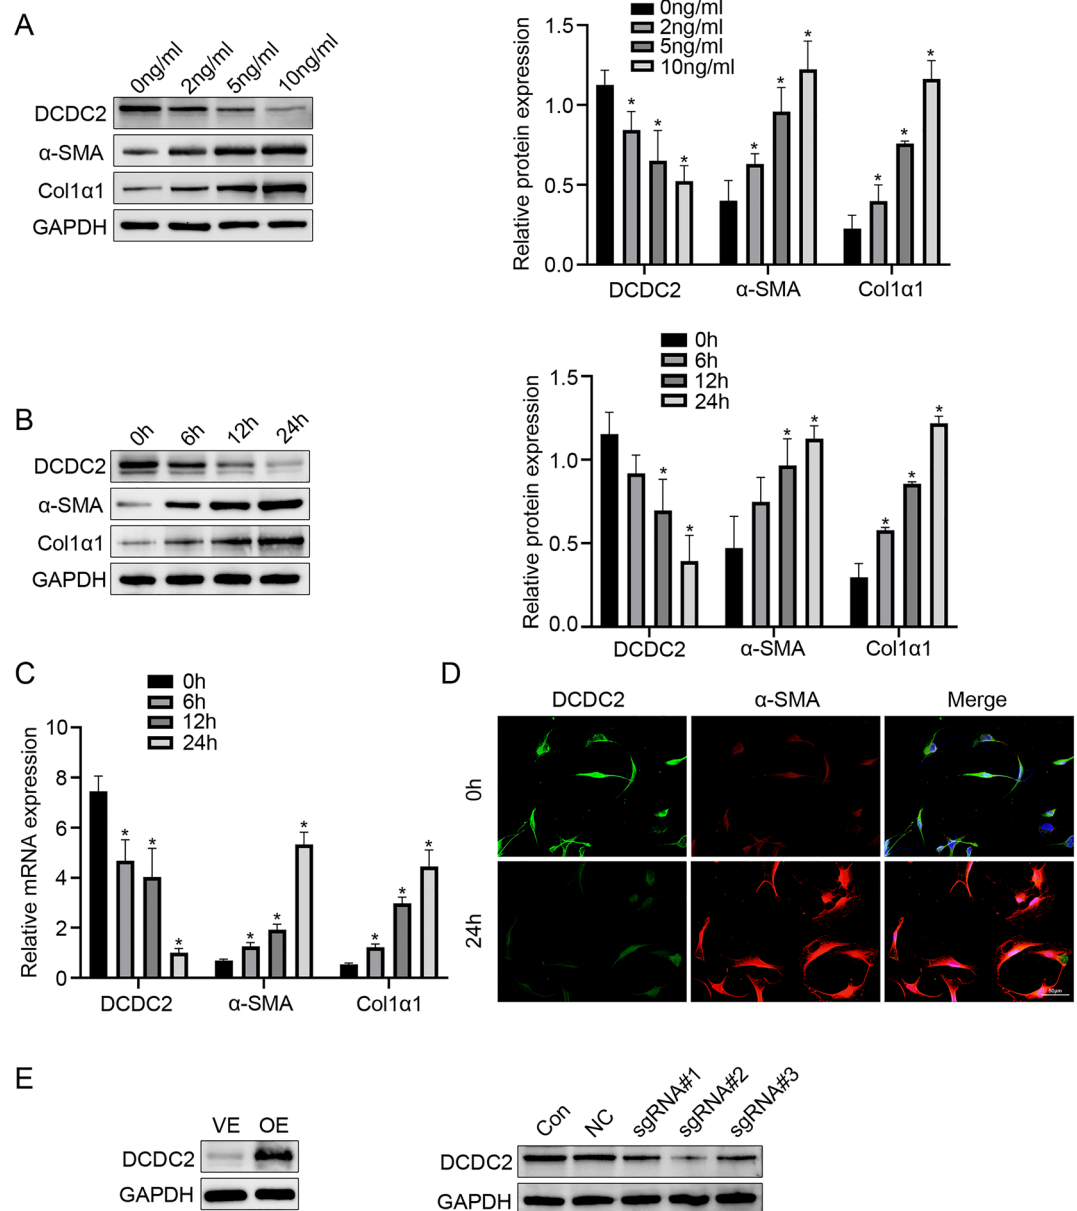 A
0ng/ml 2ng/ml 5ng/ml 10ng/ml
DCDC2
α-SMA
Col1α1
GAPDH
0ng/ml
2ng/ml
5ng/ml
10ng/ml
Relative protein expression
1.5
1.0
0.5
0.0
* * * * * * * * *
DCDC2 α-SMA Col1α1
B
0h 6h 12h 24h
DCDC2
α-SMA
Col1α1
GAPDH
0h
6h
12h
24h
Relative protein expression
1.5
1.0
0.5
0.0
* * * * * * *
DCDC2 α-SMA Col1α1
C
0h
6h
12h
24h
Relative mRNA expression
10
8
6
4
2
0
* * * * * * * * *
DCDC2 α-SMA Col1α1
D
DCDC2 α-SMA Merge
0h
24h
50μm
E
VE OE
DCDC2
GAPDH
Con NC sgRNA#1 sgRNA#2 sgRNA#3
DCDC2
GAPDH